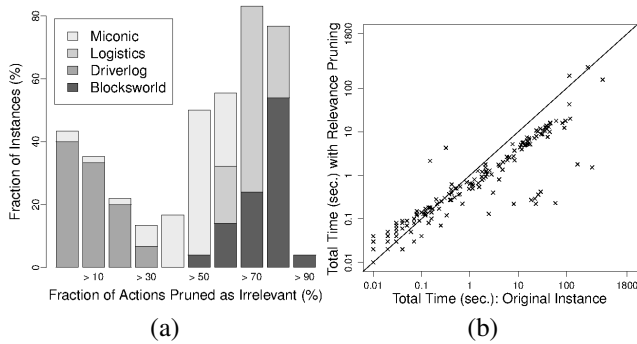 Fraction of Instances (%)
80
60
40
20
0
Miconic
Logistics
Driverlog
Blocksworld
> 10
> 30
> 50
> 70
> 90
Fraction of Actions Pruned as Irrelevant (%)
(a)
Total Time (sec.) with Relevance Pruning
1800
100
10
1
0.1
0.01
0.01
0.1
1
10
100
1800
Total Time (sec.): Original Instance
(b)